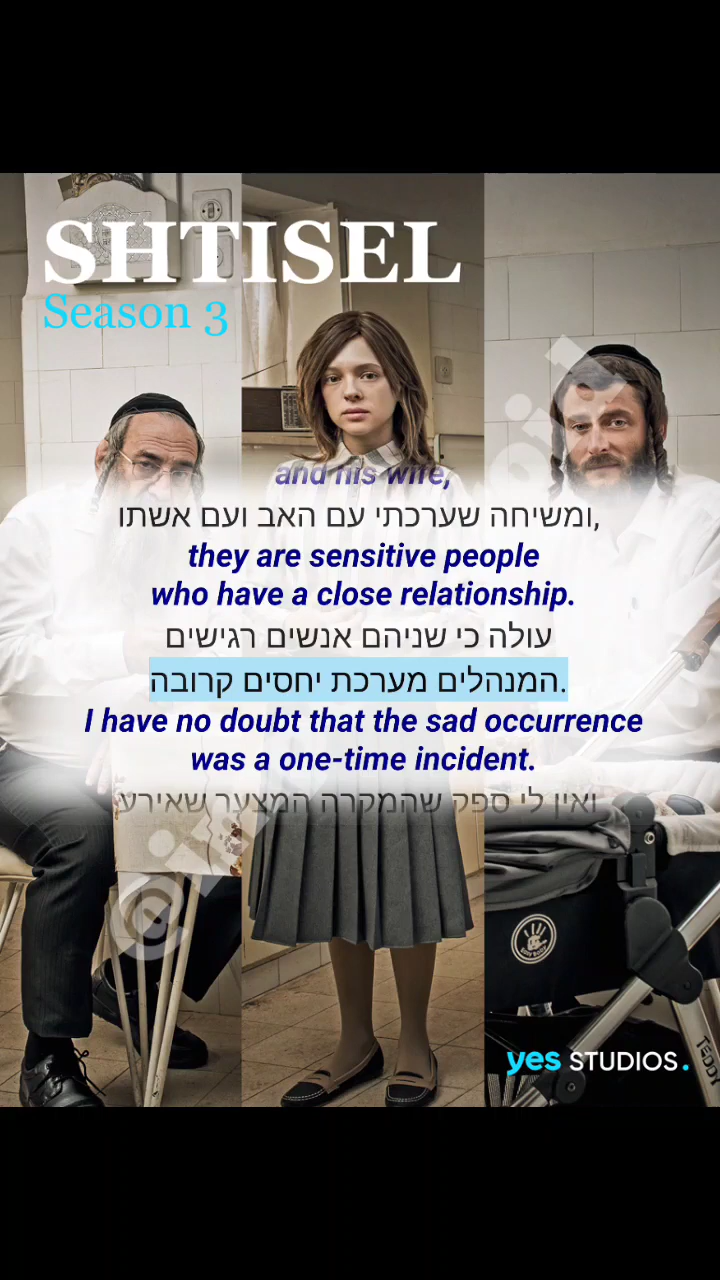 SHTISEL
Season 3
and his wife,
ומשיחה שערכתי עם האב ועם אשתו,
they are sensitive people
who have a close relationship.
עולה כי שניהם אנשים רגישים
המנהלים מערכת יחסים קרובה.
I have no doubt that the sad occurrence
was a one-time incident.
ואין לי ספק שהמקרה המצער שאירע
TEDDY
yes STUDIOS.